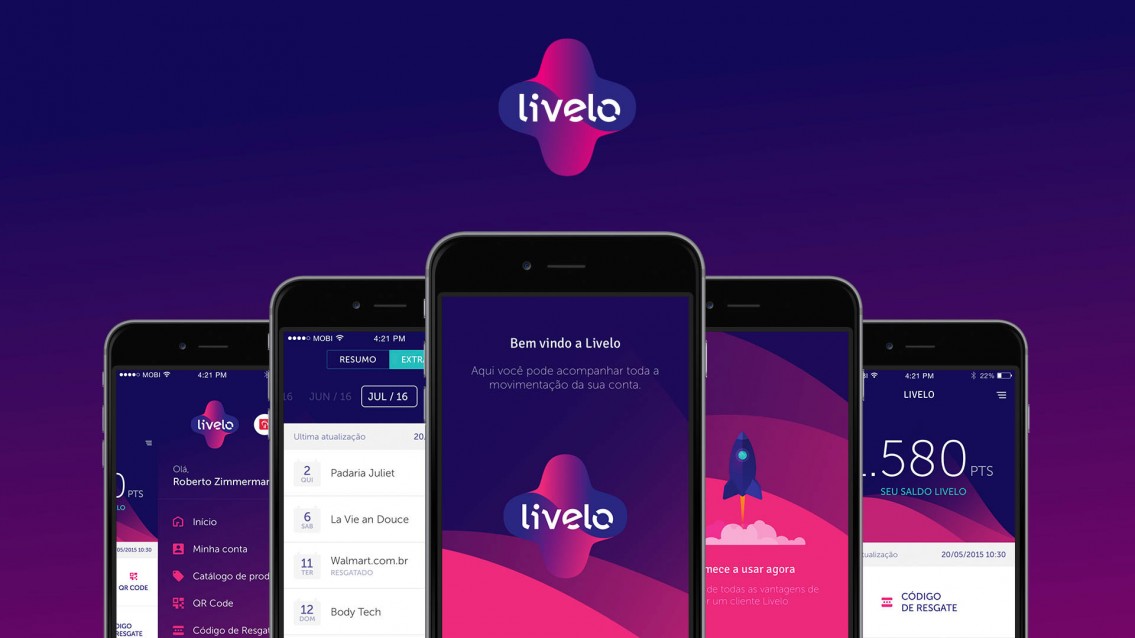 livelo
●●●●○ MOBI
4:21 PM
livelo
PTS
Olá,
Roberto Zimmerman
Início
Minha conta
05/2015 10:30
QR CODE
Catálogo de prod
QR Code
Código de Resgat
RESGATE
●●●●○ MOBI
4:21 PM
RESUMO
EXTRA
16
JUN / 16
JUL / 16
Ultima atualização
20.
2
QUI
Padaria Juliet
6
SAB
La Vie an Douce
11
TER
Walmart.com.br
RESGATADO
12
DOM
Body Tech
Bem vindo a Livelo
Aqui você pode acompanhar toda a
movimentação da sua conta.
livelo
mece a usar agora
de todas as vantagens de
r um cliente Livelo
4:21 PM
22%
LIVELO
.580 PTS
SEU SALDO LIVELO
ualização
20/05/2015 10:30
CÓDIGO
DE RESGATE